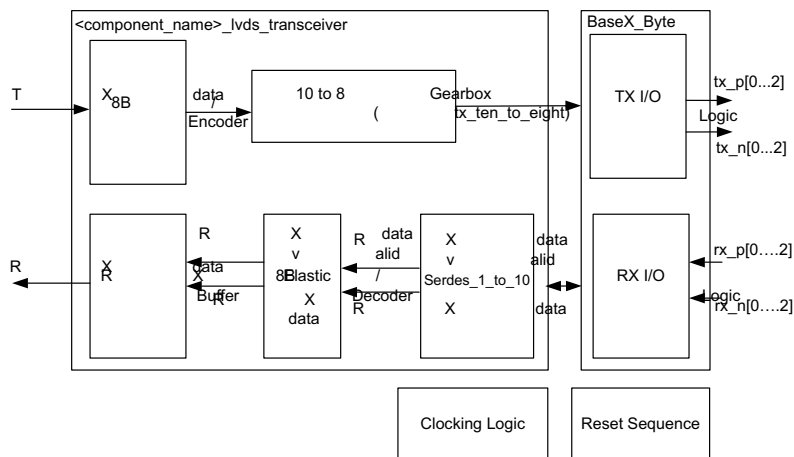 <component_name>_lvds_transceiver
BaseX_Byte
T
X
8B
data
/
Encoder
10 to 8
Gearbox
(
tx_ten_to_eight)
TX I/O
tx_p[0...2]
Logic
tx_n[0...2]
R
X
R
R
data
X
Buffer
R
X
v
8B
Elastic
X
data
R
data
alid
/
Decoder
R
X
v
Serdes_1_to_10
X
data
alid
data
RX I/O
rx_p[0….2]
Logic
rx_n[0….2]
Clocking Logic
Reset Sequence